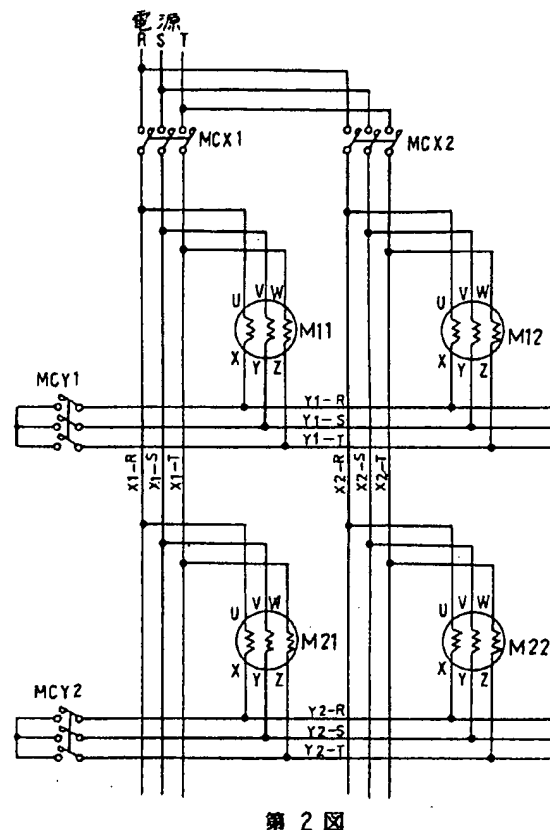 電源
R S T
MCX1
MCX2
U V W
M11
X Y Z
U V W
M12
X Y Z
MCY1
Y1-R
Y1-S
Y1-T
X1-R
X1-S
X1-T
X2-R
X2-S
X2-T
U V W
M21
X Y Z
U V W
M22
X Y Z
MCY2
Y2-R
Y2-S
Y2-T
第2図